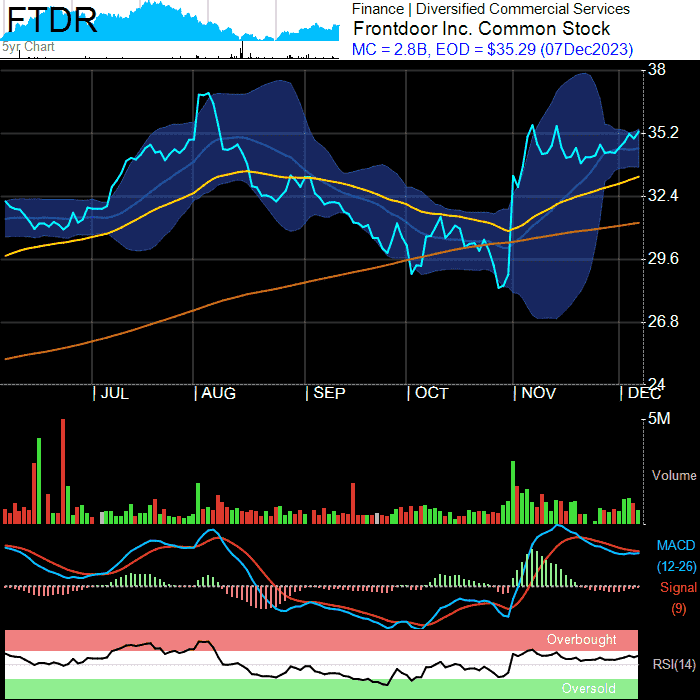 FTDR
5yr Chart
Finance | Diversified Commercial Services
Frontdoor Inc. Common Stock
MC = 2.8B, EOD = $35.29 (07Dec2023)
38
35.2
32.4
29.6
26.8
24
| JUL | AUG | SEP | OCT | NOV | DEC
5M
Volume
MACD
(12-26)
Signal
(9)
Overbought
RSI(14)
Oversold